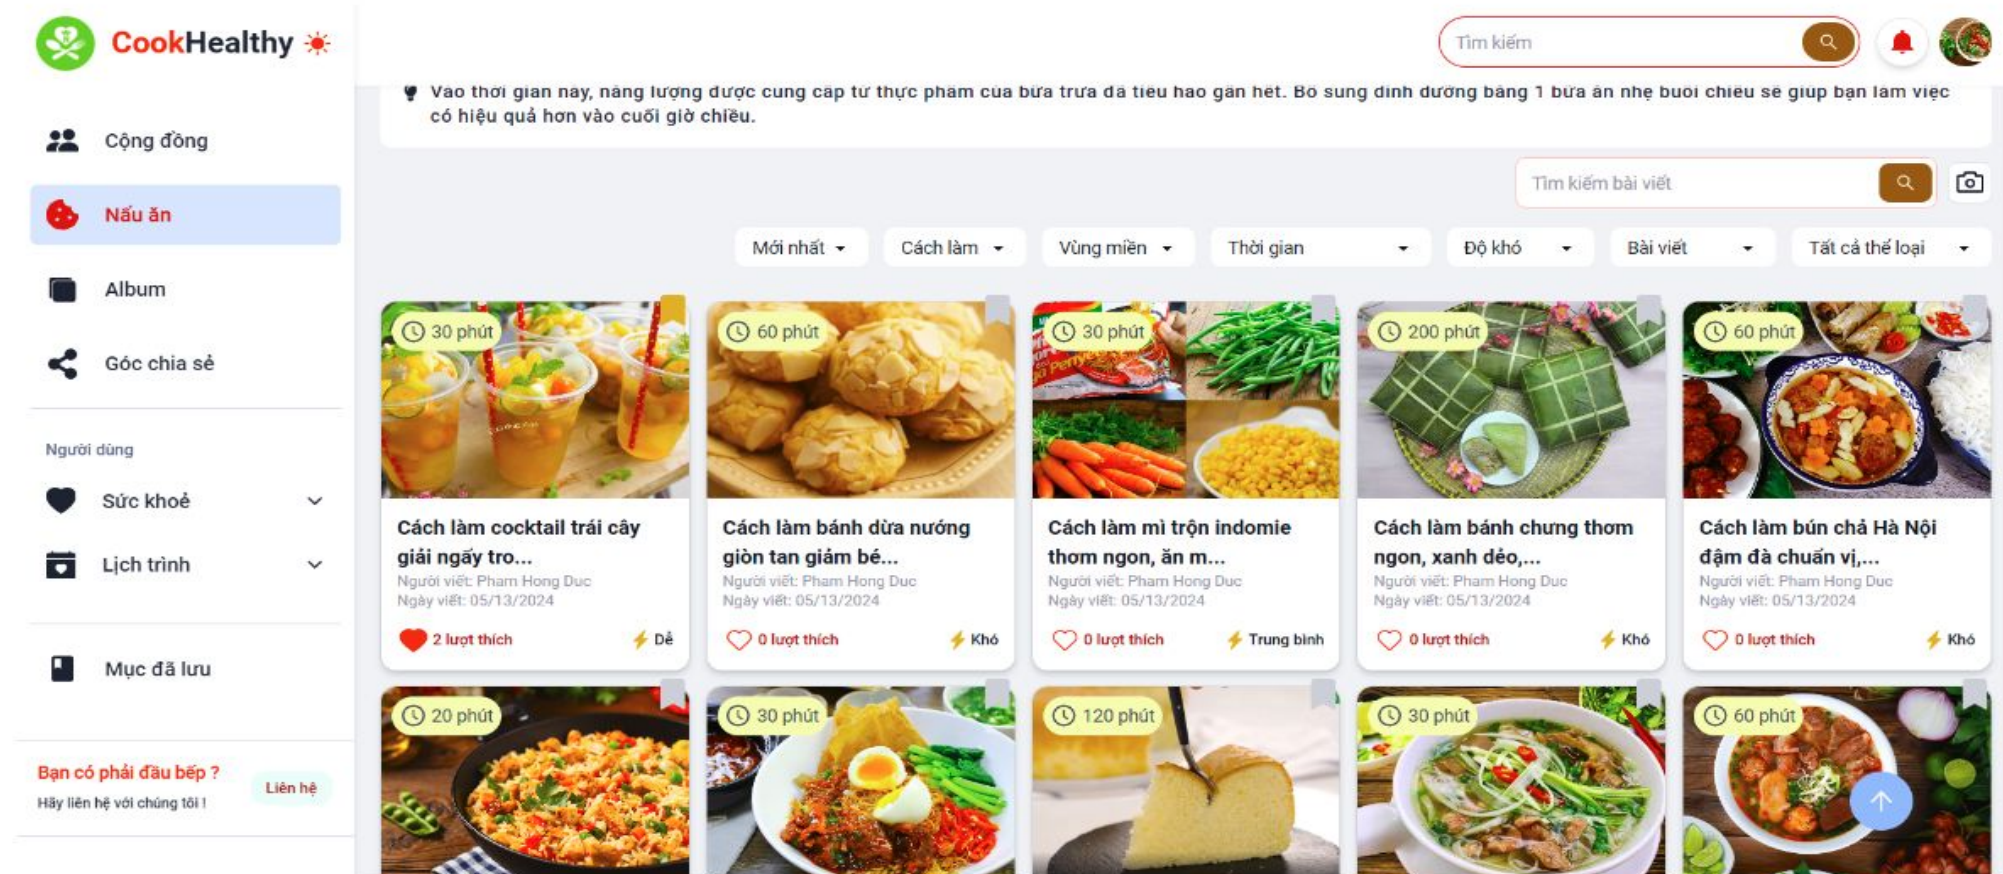 CookHealthy
Tìm kiếm
Cộng đồng
Nấu ăn
Album
Góc chia sẻ
Người dùng
Sức khoẻ
Lịch trình
Mục đã lưu
Bạn có phải đầu bếp ?
Hãy liên hệ với chúng tôi !
Liên hệ
Vào thời gian này, năng lượng được cung cấp từ thực phẩm của bữa trưa đã tiêu hao gần hết. Bổ sung dinh dưỡng bằng 1 bữa ăn nhẹ buổi chiều sẽ giúp bạn làm việc
có hiệu quả hơn vào cuối giờ chiều.
Tìm kiếm bài viết
Mới nhất
Cách làm
Vùng miền
Thời gian
Độ khó
Bài viết
Tất cả thể loại
30 phút
Cách làm cocktail trái cây
giải ngấy tro...
Người viết: Pham Hong Duc
Ngày viết: 05/13/2024
2 lượt thích
Dễ
60 phút
Cách làm bánh dừa nướng
giòn tan giảm bé...
Người viết: Pham Hong Duc
Ngày viết: 05/13/2024
0 lượt thích
Khó
30 phút
Cách làm mì trộn indomie
thơm ngon, ăn m...
Người viết: Pham Hong Duc
Ngày viết: 05/13/2024
0 lượt thích
Trung bình
200 phút
Cách làm bánh chưng thơm
ngon, xanh dẻo,...
Người viết: Pham Hong Duc
Ngày viết: 05/13/2024
0 lượt thích
Khó
60 phút
Cách làm bún chả Hà Nội
đậm đà chuẩn vị,...
Người viết: Pham Hong Duc
Ngày viết: 05/13/2024
0 lượt thích
Khó
20 phút
30 phút
120 phút
30 phút
60 phút